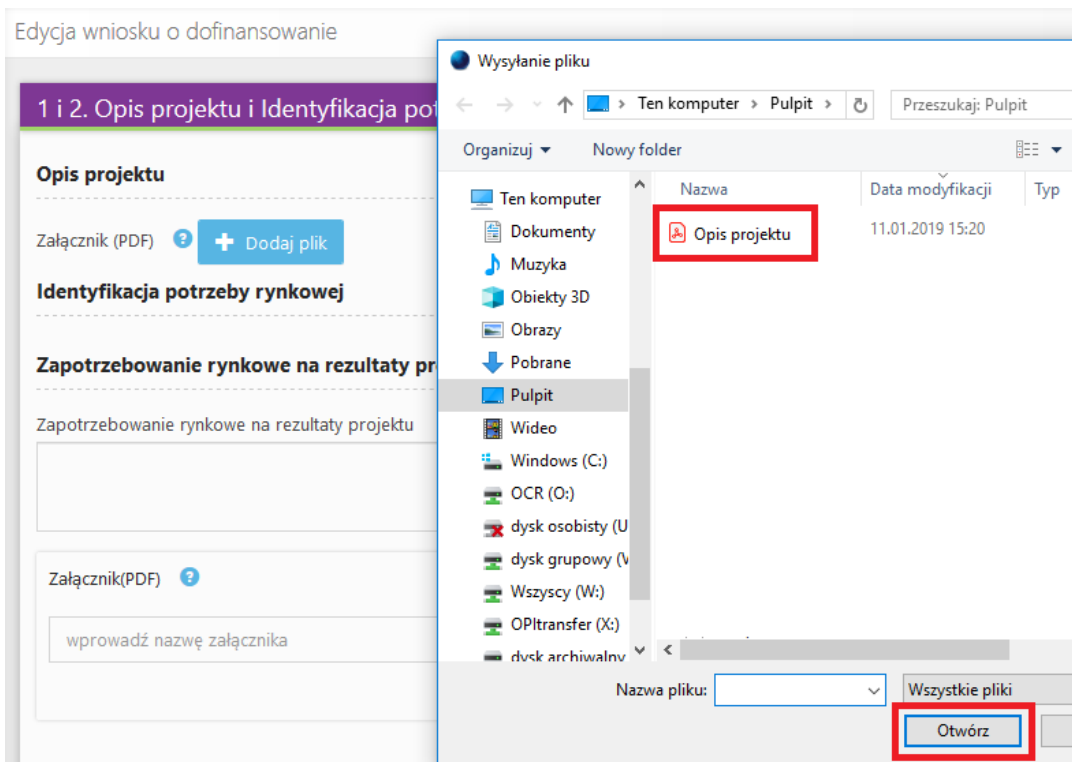 Edycja wniosku o dofinansowanie
1 i 2. Opis projektu i Identyfikacja
Opis projektu
Załącznik (PDF) ? + Dodaj plik
Identyfikacja potrzeby rynkowej
Zapotrzebowanie rynkowe na rezultaty
Zapotrzebowanie rynkowe na rezultaty projektu
Załącznik(PDF) ?
wprowadź nazwę załącznika
Wysyłanie pliku
Ten komputer > Pulpit >
Przeszukaj: Pulpit
Organizuj
Nowy folder
Ten komputer
Dokumenty
Muzyka
Obiekty 3D
Obrazy
Pobrane
Pulpit
Wideo
Windows (C:)
OCR (O:)
dysk osobisty (U
dysk grupowy (V
Wszyscy (W:)
OPItransfer (X:)
dysk archiwalny
Nazwa Data modyfikacji Typ
Opis projektu 11.01.2019 15:20
Nazwa pliku:
Wszystkie pliki
Otwórz